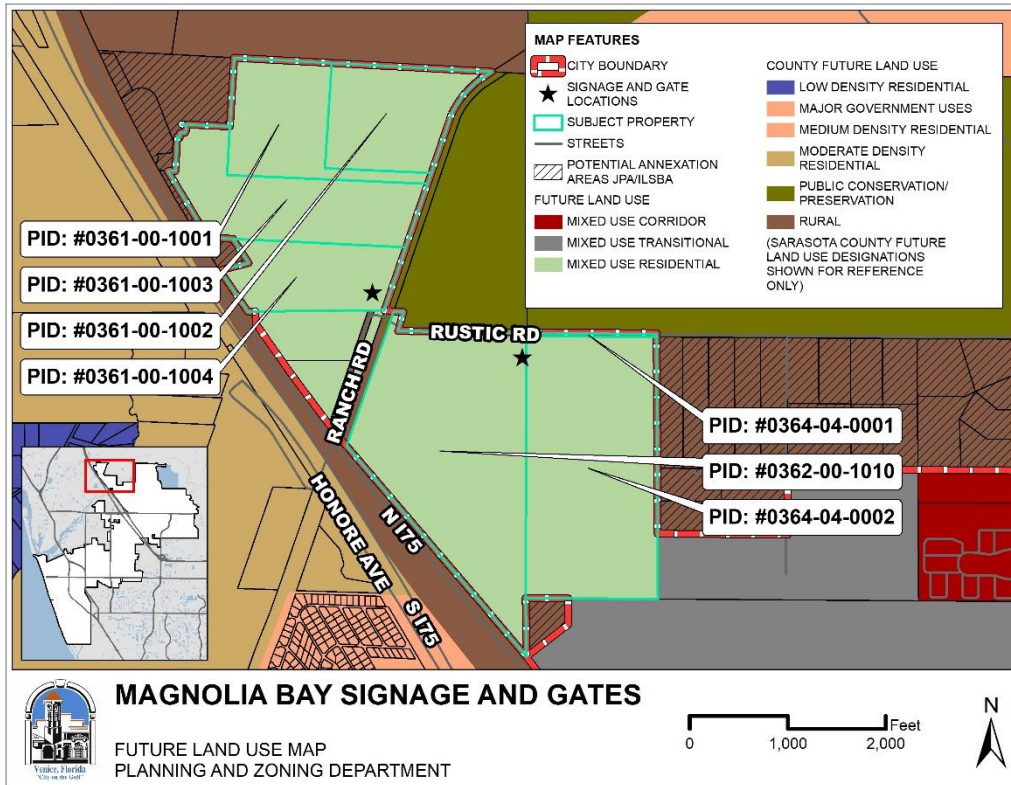 MAP FEATURES
CITY BOUNDARY
SIGNAGE AND GATE
LOCATIONS
SUBJECT PROPERTY
STREETS
POTENTIAL ANNEXATION
AREAS JPA/ILSBA
FUTURE LAND USE
MIXED USE CORRIDOR
MIXED USE TRANSITIONAL
MIXED USE RESIDENTIAL
COUNTY FUTURE LAND USE
LOW DENSITY RESIDENTIAL
MAJOR GOVERNMENT USES
MEDIUM DENSITY RESIDENTIAL
MODERATE DENSITY
RESIDENTIAL
PUBLIC CONSERVATION/
PRESERVATION
RURAL
(SARASOTA COUNTY FUTURE
LAND USE DESIGNATIONS
SHOWN FOR REFERENCE
ONLY)
PID: #0361-00-1001
PID: #0361-00-1003
PID: #0361-00-1002
PID: #0361-00-1004
RUSTIC RD
RANCH RD
PID: #0364-04-0001
PID: #0362-00-1010
PID: #0364-04-0002
HONORE AVE
N I75
S I75
MAGNOLIA BAY SIGNAGE AND GATES
FUTURE LAND USE MAP
PLANNING AND ZONING DEPARTMENT
Venice, Florida
"City on the Gulf"
Feet
0 1,000 2,000
N